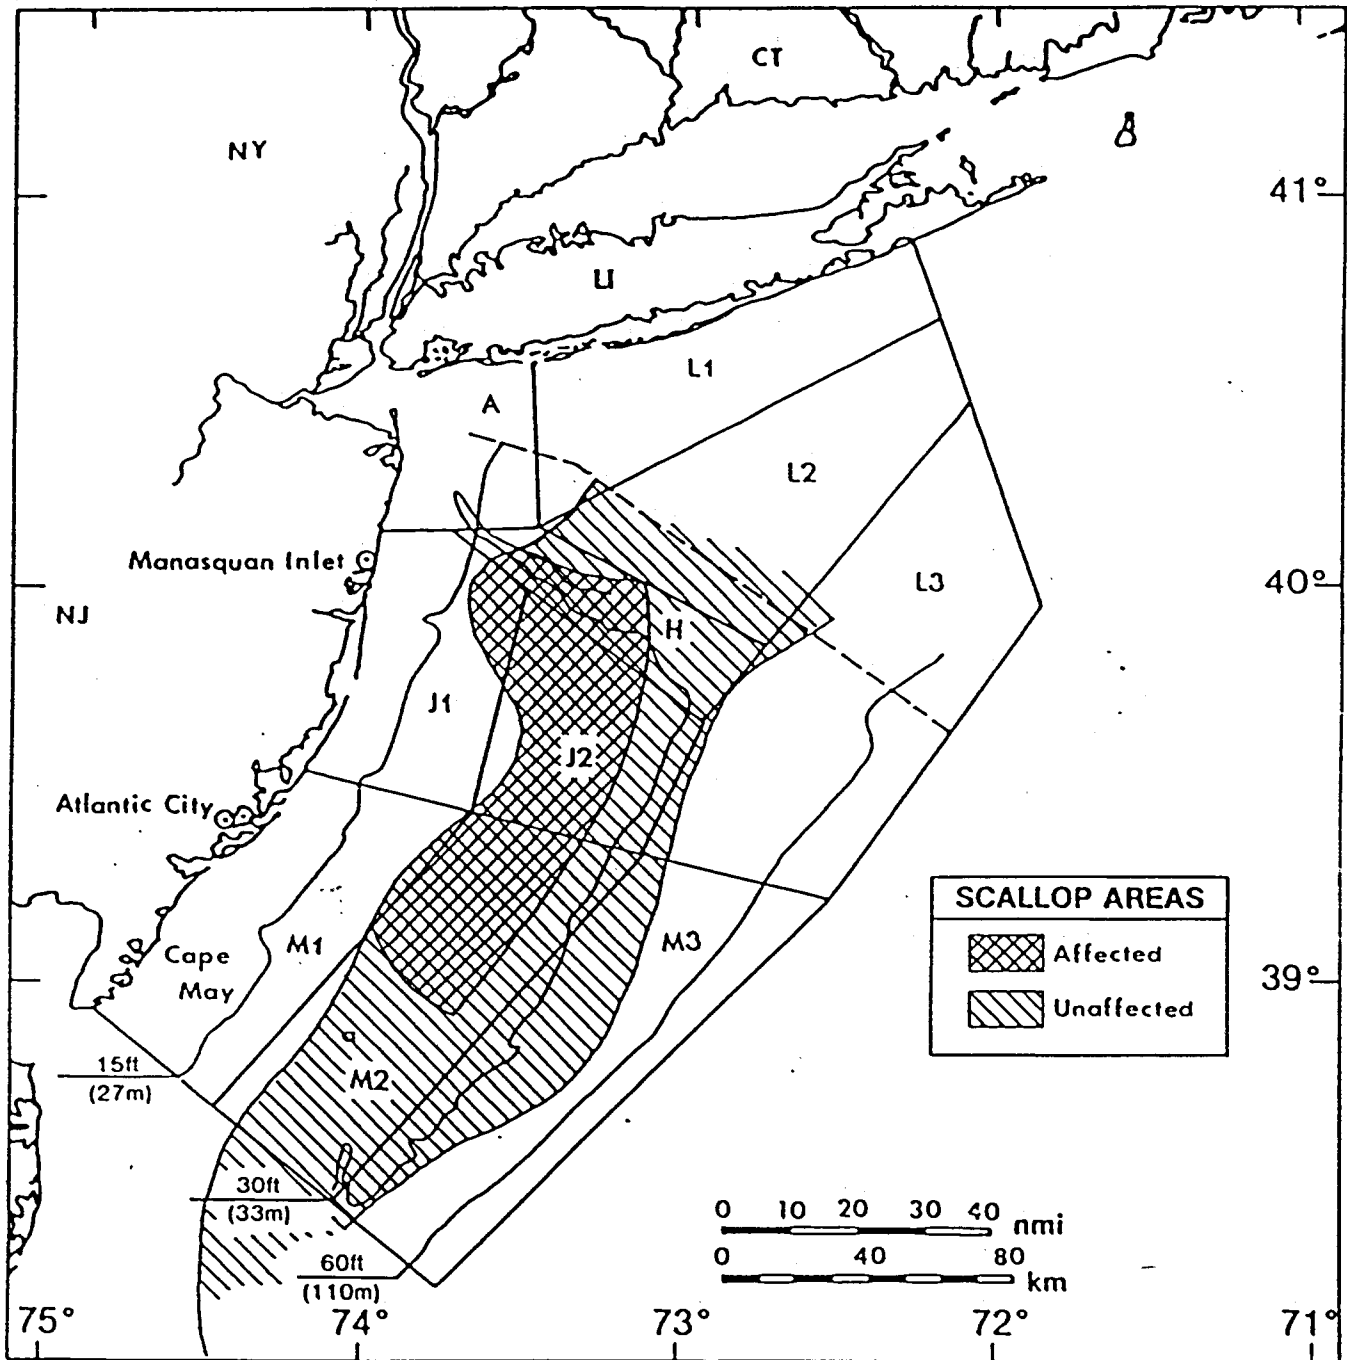 CT
NY
41°
LI
L1
A
L2
Manasquan Inlet
40°
L3
NJ
H
J1
J2
Atlantic City
SCALLOP AREAS
Affected
Unaffected
M1
M3
Cape
May
39°
15ft
(27m)
M2
30ft
(33m)
0 10 20 30 40 nmi
0 40 80 km
60ft
(110m)
75° 74° 73° 72° 71°